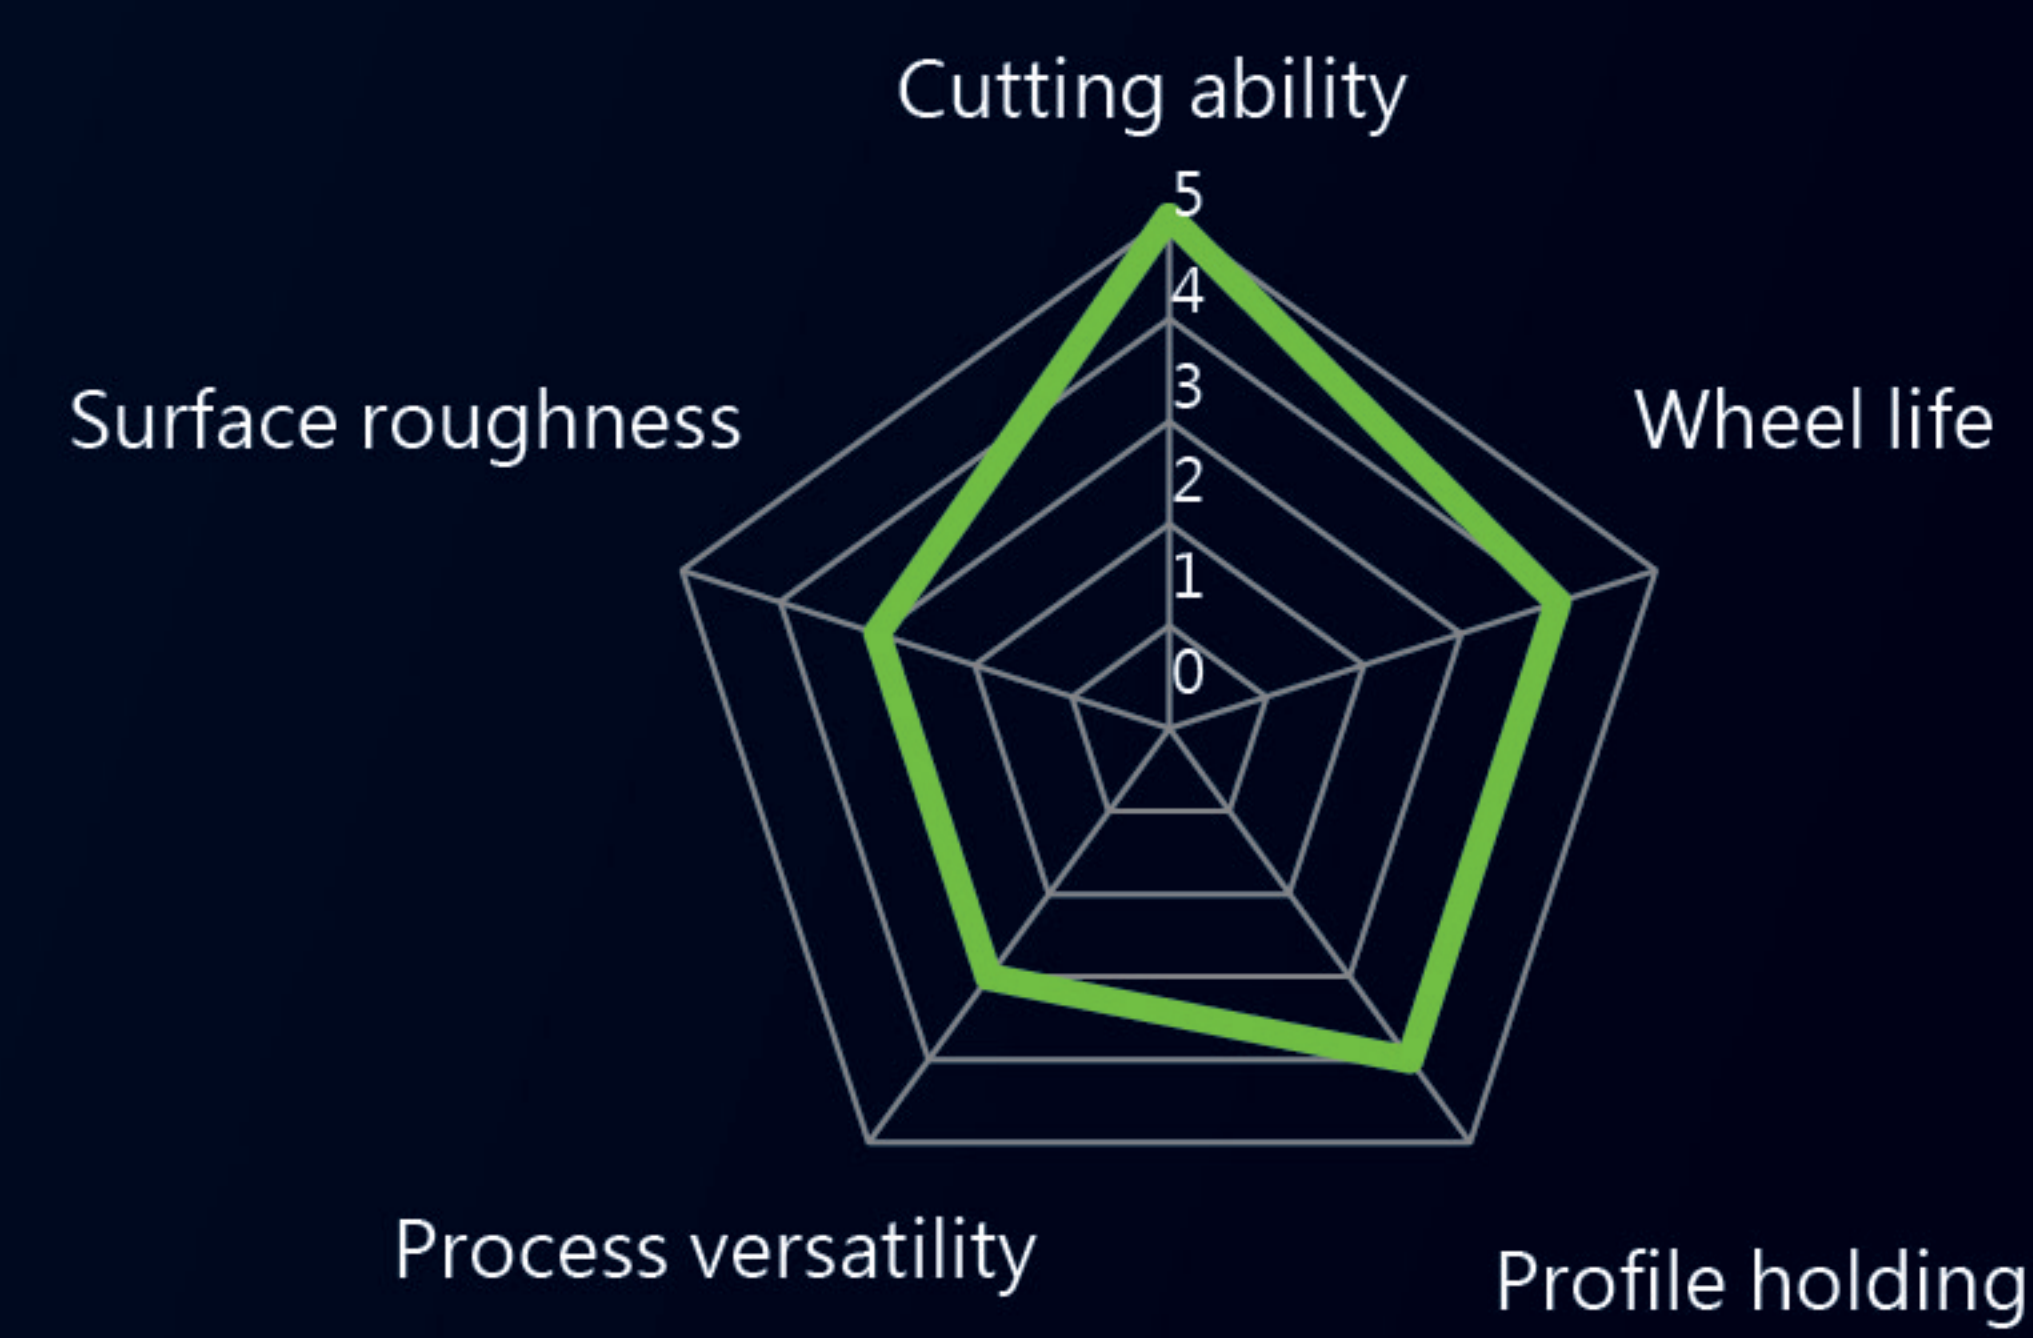 Cutting ability
5
4
3
Surface roughness
Wheel life
2
1
0
Process versatility
Profile holding